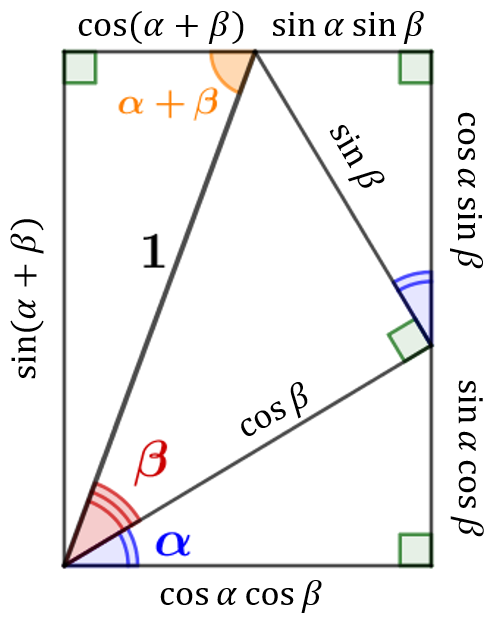 cos(α + β)
sin α sin β
α + β
sin β
cos α sin β
1
sin(α + β)
cos β
β
sin α cos β
α
cos α cos β